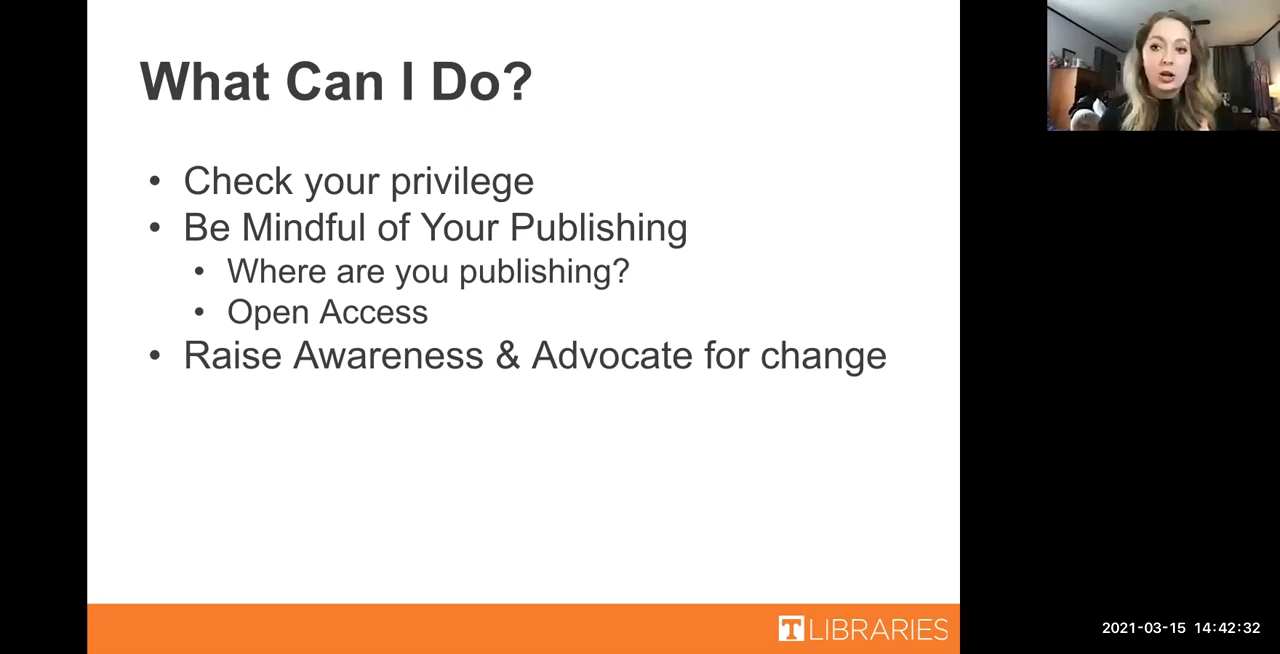 What Can I Do?
• Check your privilege
• Be Mindful of Your Publishing
• Where are you publishing?
• Open Access
• Raise Awareness & Advocate for change
T LIBRARIES
2021-03-15 14:42:32